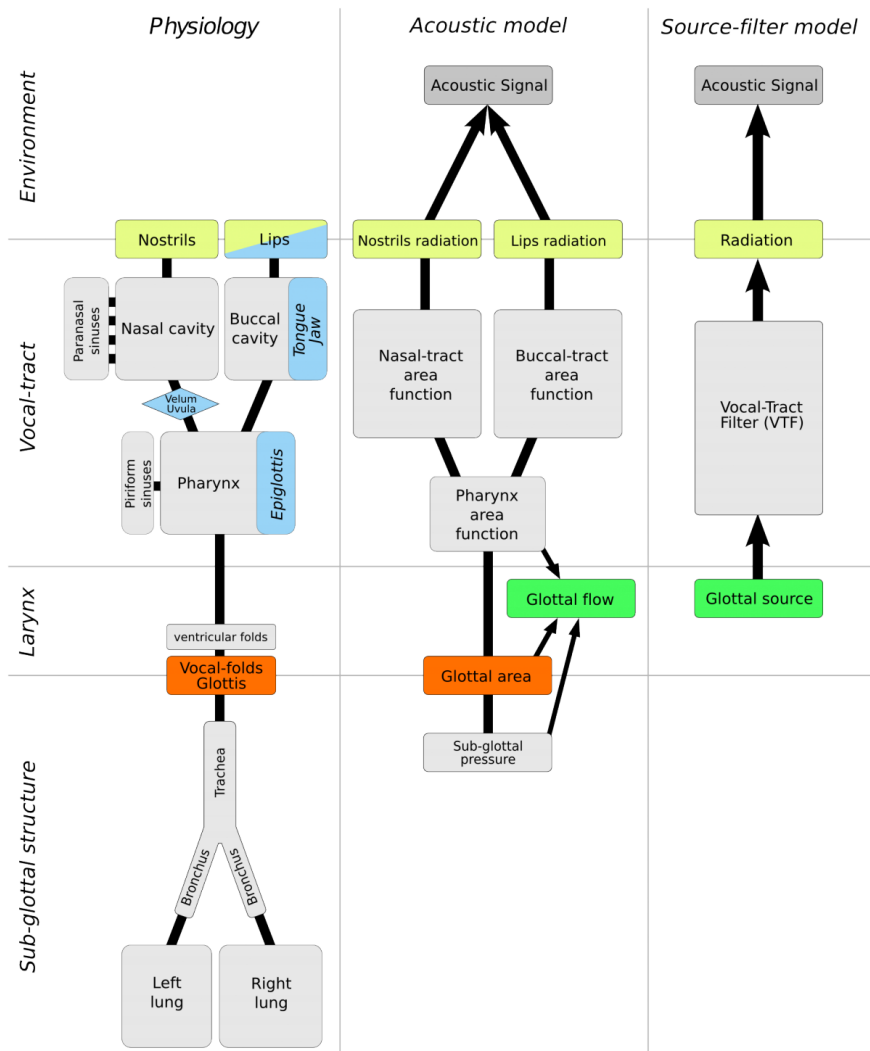 Physiology
Acoustic model
Source-filter model
Environment
Acoustic Signal
Acoustic Signal
Nostrils
Lips
Nostrils radiation
Lips radiation
Radiation
Vocal-tract
Paranasal
sinuses
Nasal cavity
Buccal
cavity
Tongue
Jaw
Nasal-tract
area
function
Buccal-tract
area
function
Vocal-Tract
Filter (VTF)
Velum
Uvula
Piriform
sinuses
Pharynx
Epiglottis
Pharynx
area
function
Larynx
Glottal flow
Glottal source
ventricular folds
Vocal-folds
Glottis
Glottal area
Sub-glottal structure
Sub-glottal
pressure
Trachea
Bronchus
Bronchus
Left
lung
Right
lung